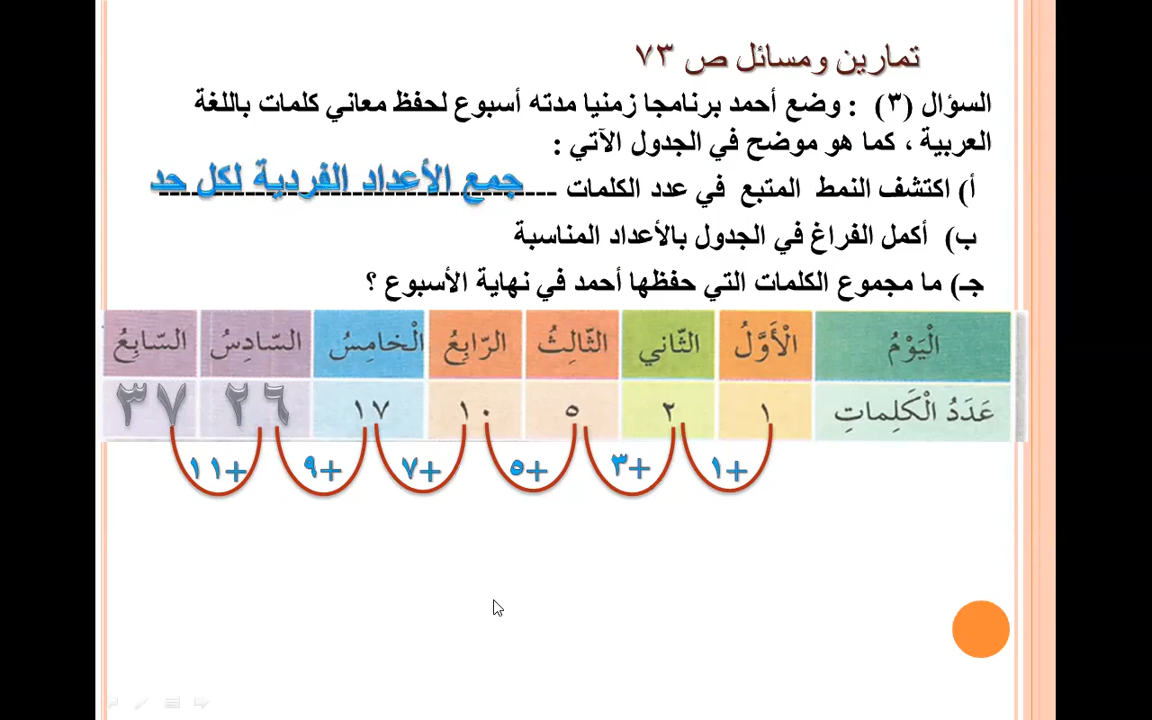 تمارين ومسائل ص ٧٣
السؤال (٣) : وضع أحمد برنامجا زمنيا مدته أسبوع لحفظ معاني كلمات باللغة
العربية ، كما هو موضح في الجدول الآتي :
أ) اكتشف النمط المتبع في عدد الكلمات جمع الأعداد الفردية لكل حد
ب) أكمل الفراغ في الجدول بالأعداد المناسبة
جـ) ما مجموع الكلمات التي حفظها أحمد في نهاية الأسبوع ؟
الْيَوْمُ الْأَوَّلُ الثّاني الثّالِثُ الرّابِعُ الْخامِسُ السّادِسُ السّابِعُ
عَدَدُ الْكَلِماتِ ١ ٢ ٥ ١٠ ١٧ ٢٦ ٣٧
+١ +٣ +٥ +٧ +٩ +١١